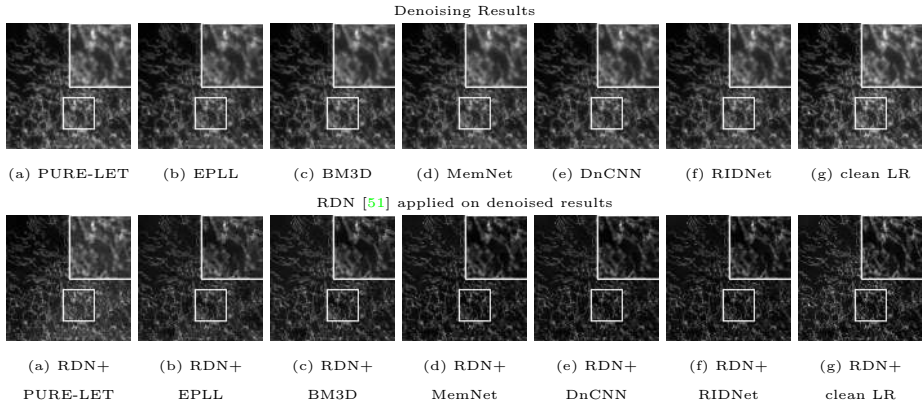 Denoising Results
(a) PURE-LET (b) EPLL (c) BM3D (d) MemNet (e) DnCNN (f) RIDNet (g) clean LR
RDN [51] applied on denoised results
(a) RDN+ (b) RDN+ (c) RDN+ (d) RDN+ (e) RDN+ (f) RDN+ (g) RDN+
PURE-LET EPLL BM3D MemNet DnCNN RIDNet clean LR